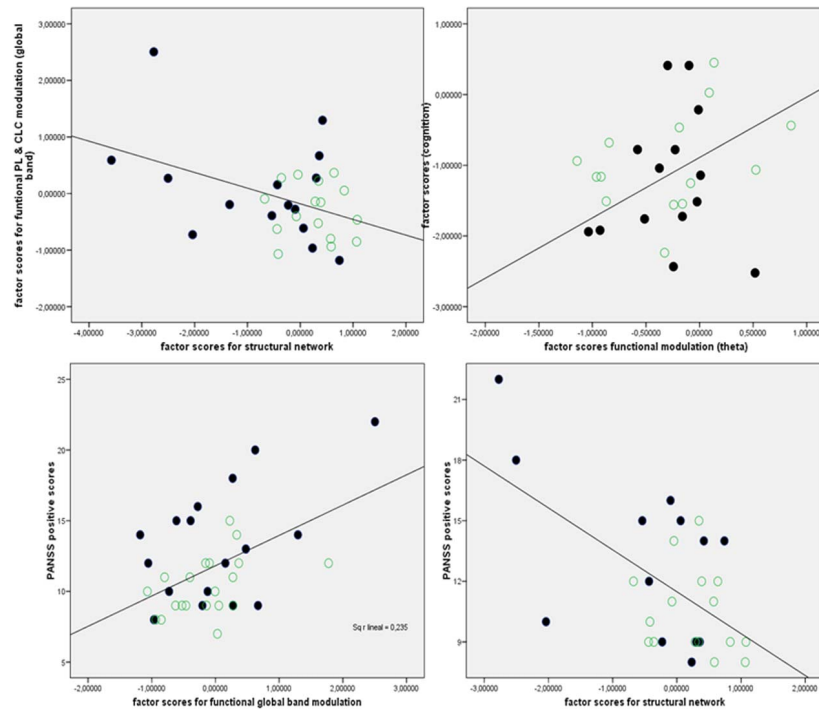 factor scores for funtional PL & CLC modulation (global
band)
3,00000
2,00000
1,00000
0,00000
-1,00000
-2,00000
-4,00000 -3,00000 -2,00000 -1,00000 0,00000 1,00000 2,00000
factor scores for structural network
factor scores (cognition)
1,00000
0,00000
-1,00000
-2,00000
-3,00000
-2,00000 -1,50000 -1,00000 -,50000 ,00000 0,50000 1,00000
factor scores functional modulation (theta)
PANSS positive scores
25
20
15
10
5
Sq r lineal = 0,235
-2,00000 -1,00000 0,00000 1,00000 2,00000 3,00000
factor scores for functional global band modulation
PANSS positive scores
21
18
15
12
9
-3,00000 -2,00000 -1,00000 0,00000 1,00000 2,00000
factor scores for structural network